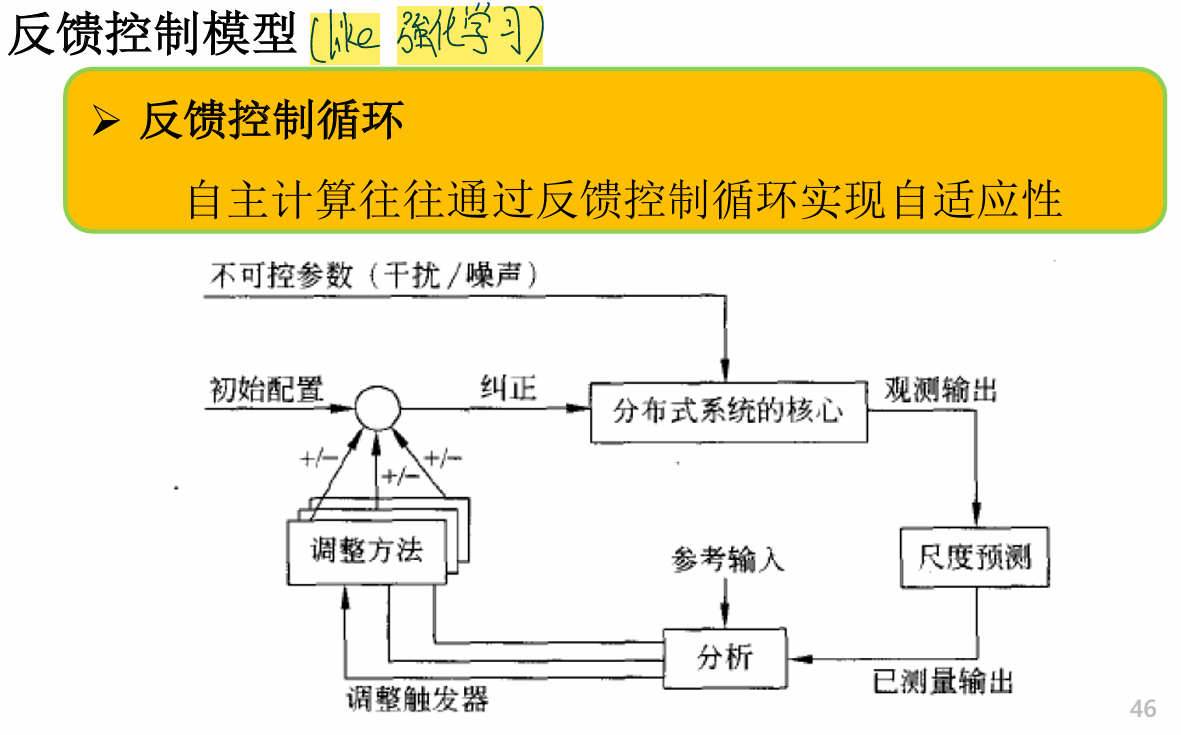 反馈控制模型 (like 強化学习)
➢ 反馈控制循环
自主计算往往通过反馈控制循环实现自适应性
不可控参数（干扰/噪声）
初始配置
纠正
分布式系统的核心
观测输出
+/−
+/−
+/−
调整方法
参考输入
尺度预测
分析
已测量输出
调整触发器
46